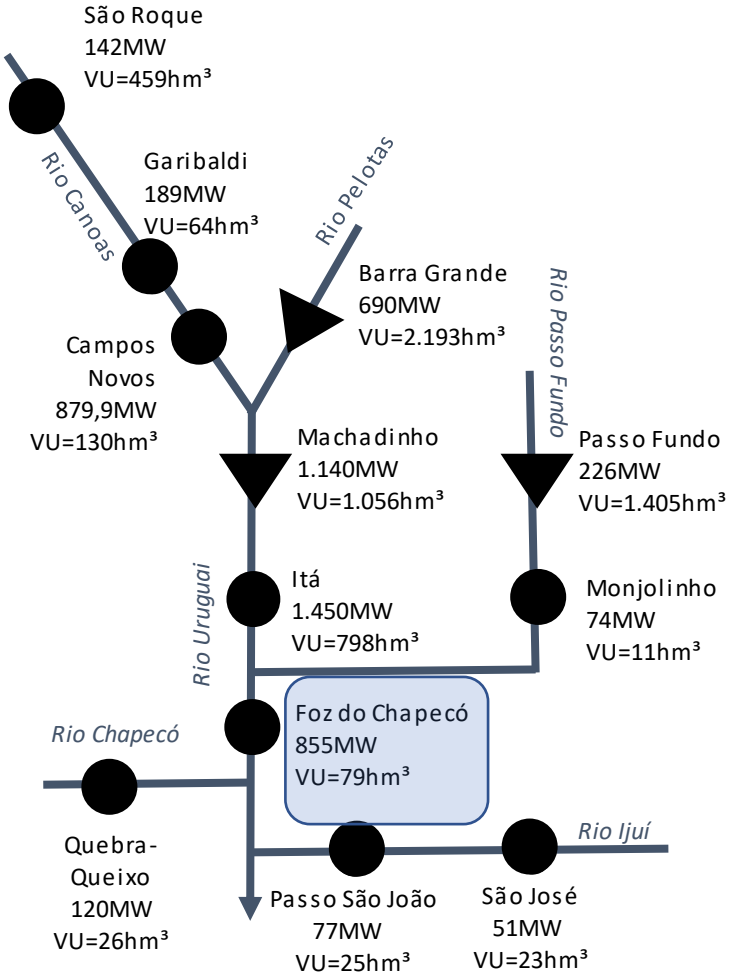 São Roque
142MW
VU=459hm³
Rio Canoas
Garibaldi
189MW
VU=64hm³
Rio Pelotas
Barra Grande
690MW
VU=2.193hm³
Campos
Novos
879,9MW
VU=130hm³
Rio Passo Fundo
Machadinho
1.140MW
VU=1.056hm³
Passo Fundo
226MW
VU=1.405hm³
Rio Uruguai
Itá
1.450MW
VU=798hm³
Monjolinho
74MW
VU=11hm³
Foz do Chapecó
855MW
VU=79hm³
Rio Chapecó
Quebra-
Queixo
120MW
VU=26hm³
Rio Ijuí
Passo São João
77MW
VU=25hm³
São José
51MW
VU=23hm³